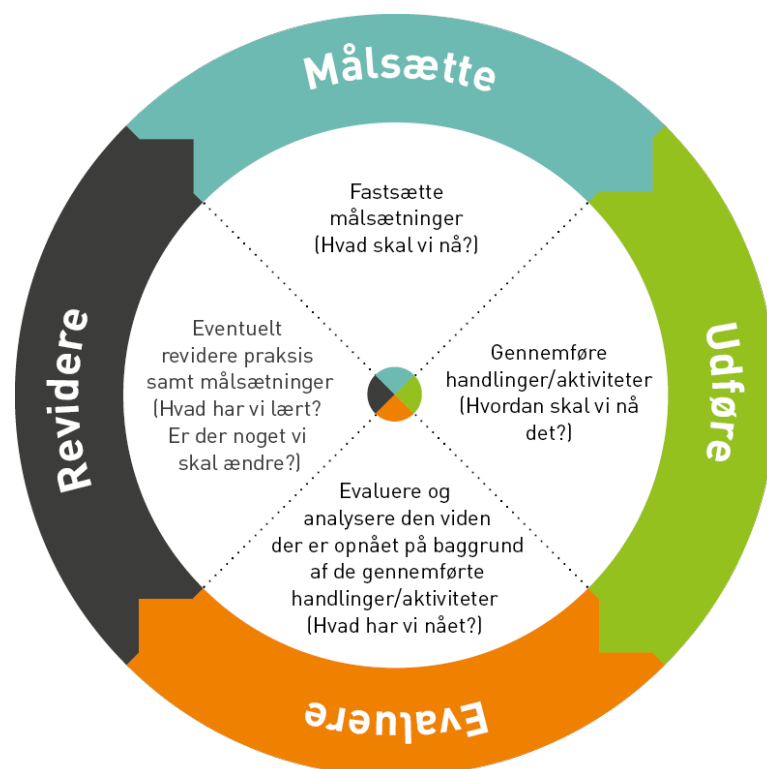 Målsætte
Fastsætte
målsætninger
(Hvad skal vi nå?)
Udføre
Gennemføre
handlinger/aktiviteter
(Hvordan skal vi nå
det?)
Evaluere og
analysere den viden
der er opnået på baggrund
af de gennemførte
handlinger/aktiviteter
(Hvad har vi nået?)
Evaluere
Eventuelt
revidere praksis
samt målsætninger
(Hvad har vi lært?
Er der noget vi
skal ændre?)
Revidere